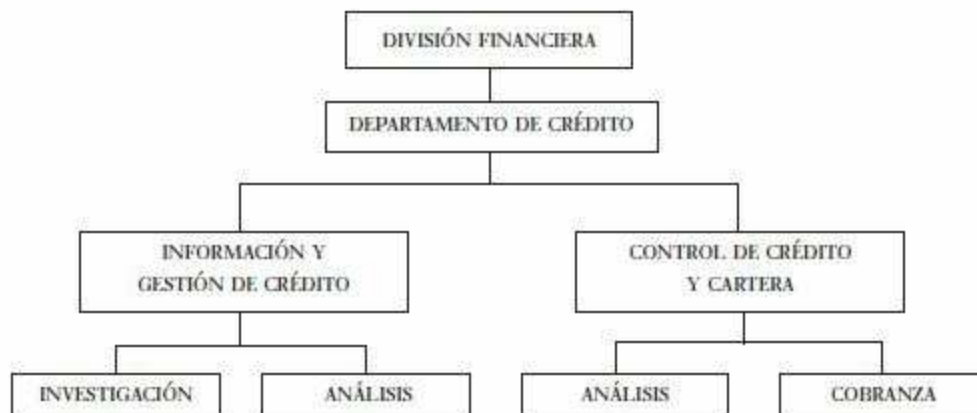 DIVISIÓN FINANCIERA
DEPARTAMENTO DE CRÉDITO
INFORMACIÓN Y
GESTIÓN DE CRÉDITO
CONTROL DE CRÉDITO
Y CARTERA
INVESTIGACIÓN
ANÁLISIS
ANÁLISIS
COBRANZA